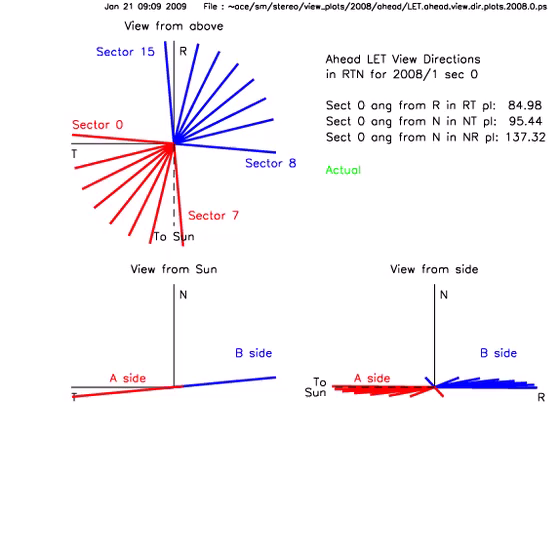 Jan 21 09:09 2009 File : ~ace/sm/stereo/view_plots/2008/ahead/LET.ahead.view.dir.plots.2008.0.ps
View from above
Sector 15
R
Ahead LET View Directions
in RTN for 2008/1 sec 0
Sect 0 ang from R in RT pl: 84.98
Sect 0 ang from N in NT pl: 95.44
Sect 0 ang from N in NR pl: 137.32
Sector 0
T
Sector 8
Actual
Sector 7
To Sun
View from Sun
View from side
N
N
B side
B side
A side
T
To
Sun
A side
R